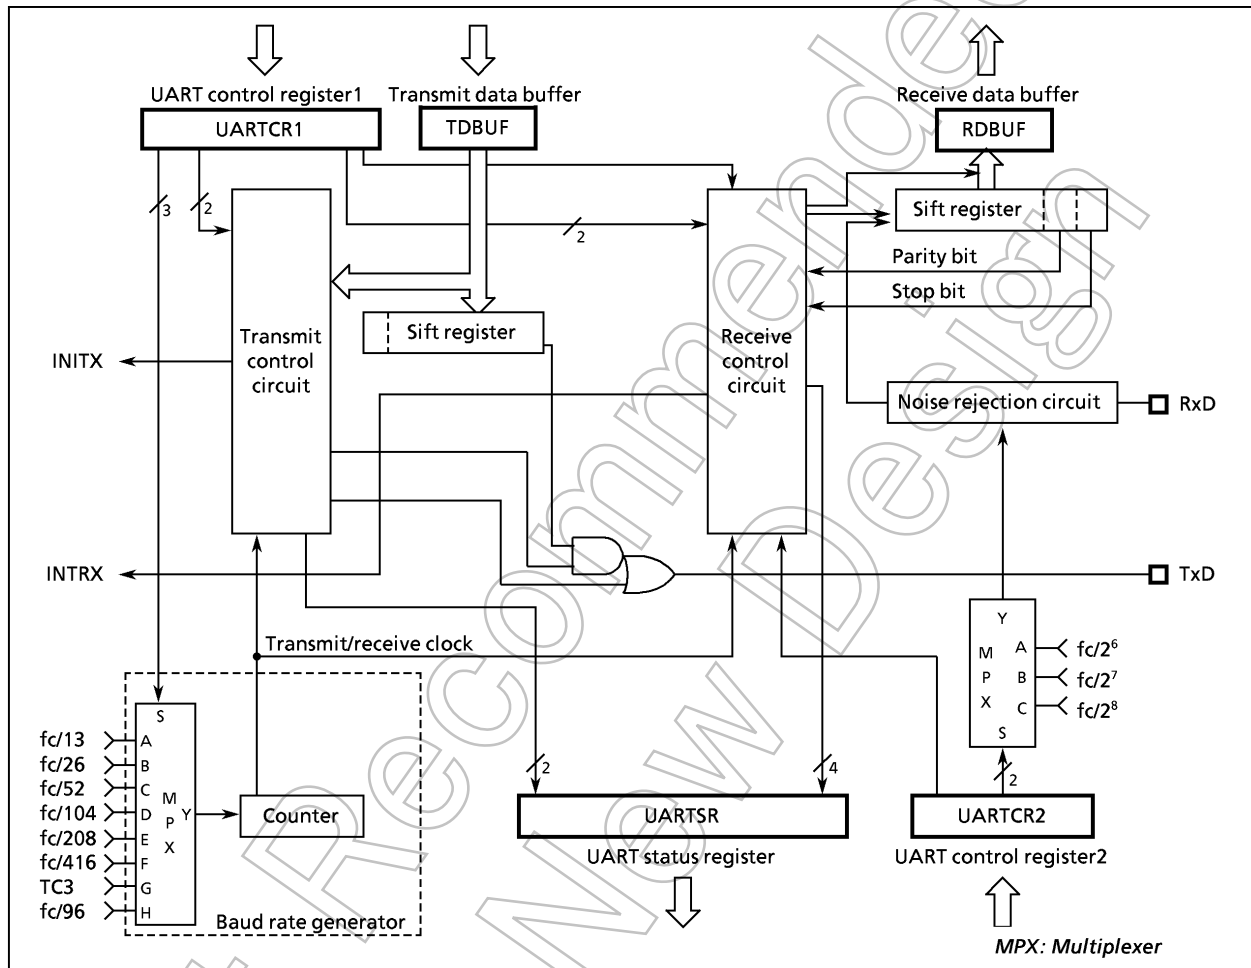 UART control register1
Transmit data buffer
Receive data buffer
UARTCR1
TDBUF
RDBUF
3
2
2
Sift register
Parity bit
Stop bit
Sift register
Transmit
control
circuit
Receive
control
circuit
INITX
Noise rejection circuit
RxD
INTRX
TxD
Transmit/receive clock
Y
M
P
X
A
B
C
S
fc/2⁶
fc/2⁷
fc/2⁸
S
fc/13
fc/26
fc/52
fc/104
fc/208
fc/416
TC3
fc/96
A
B
C
D
E
F
G
H
M
P
X
Y
Counter
Baud rate generator
2
4
2
UARTSR
UART status register
UARTCR2
UART control register2
MPX: Multiplexer
Recommended
New Design